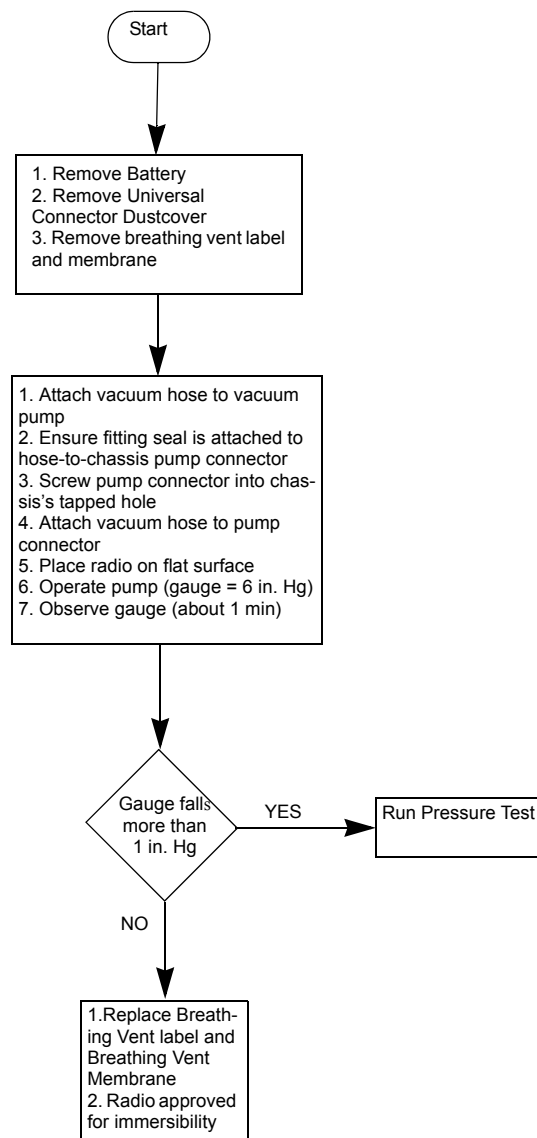 Start
1. Remove Battery
2. Remove Universal
Connector Dustcover
3. Remove breathing vent label
and membrane
1. Attach vacuum hose to vacuum
pump
2. Ensure fitting seal is attached to
hose-to-chassis pump connector
3. Screw pump connector into chas-
sis's tapped hole
4. Attach vacuum hose to pump
connector
5. Place radio on flat surface
6. Operate pump (gauge = 6 in. Hg)
7. Observe gauge (about 1 min)
Gauge falls
more than
1 in. Hg
YES
Run Pressure Test
NO
1.Replace Breath-
ing Vent label and
Breathing Vent
Membrane
2. Radio approved
for immersibility